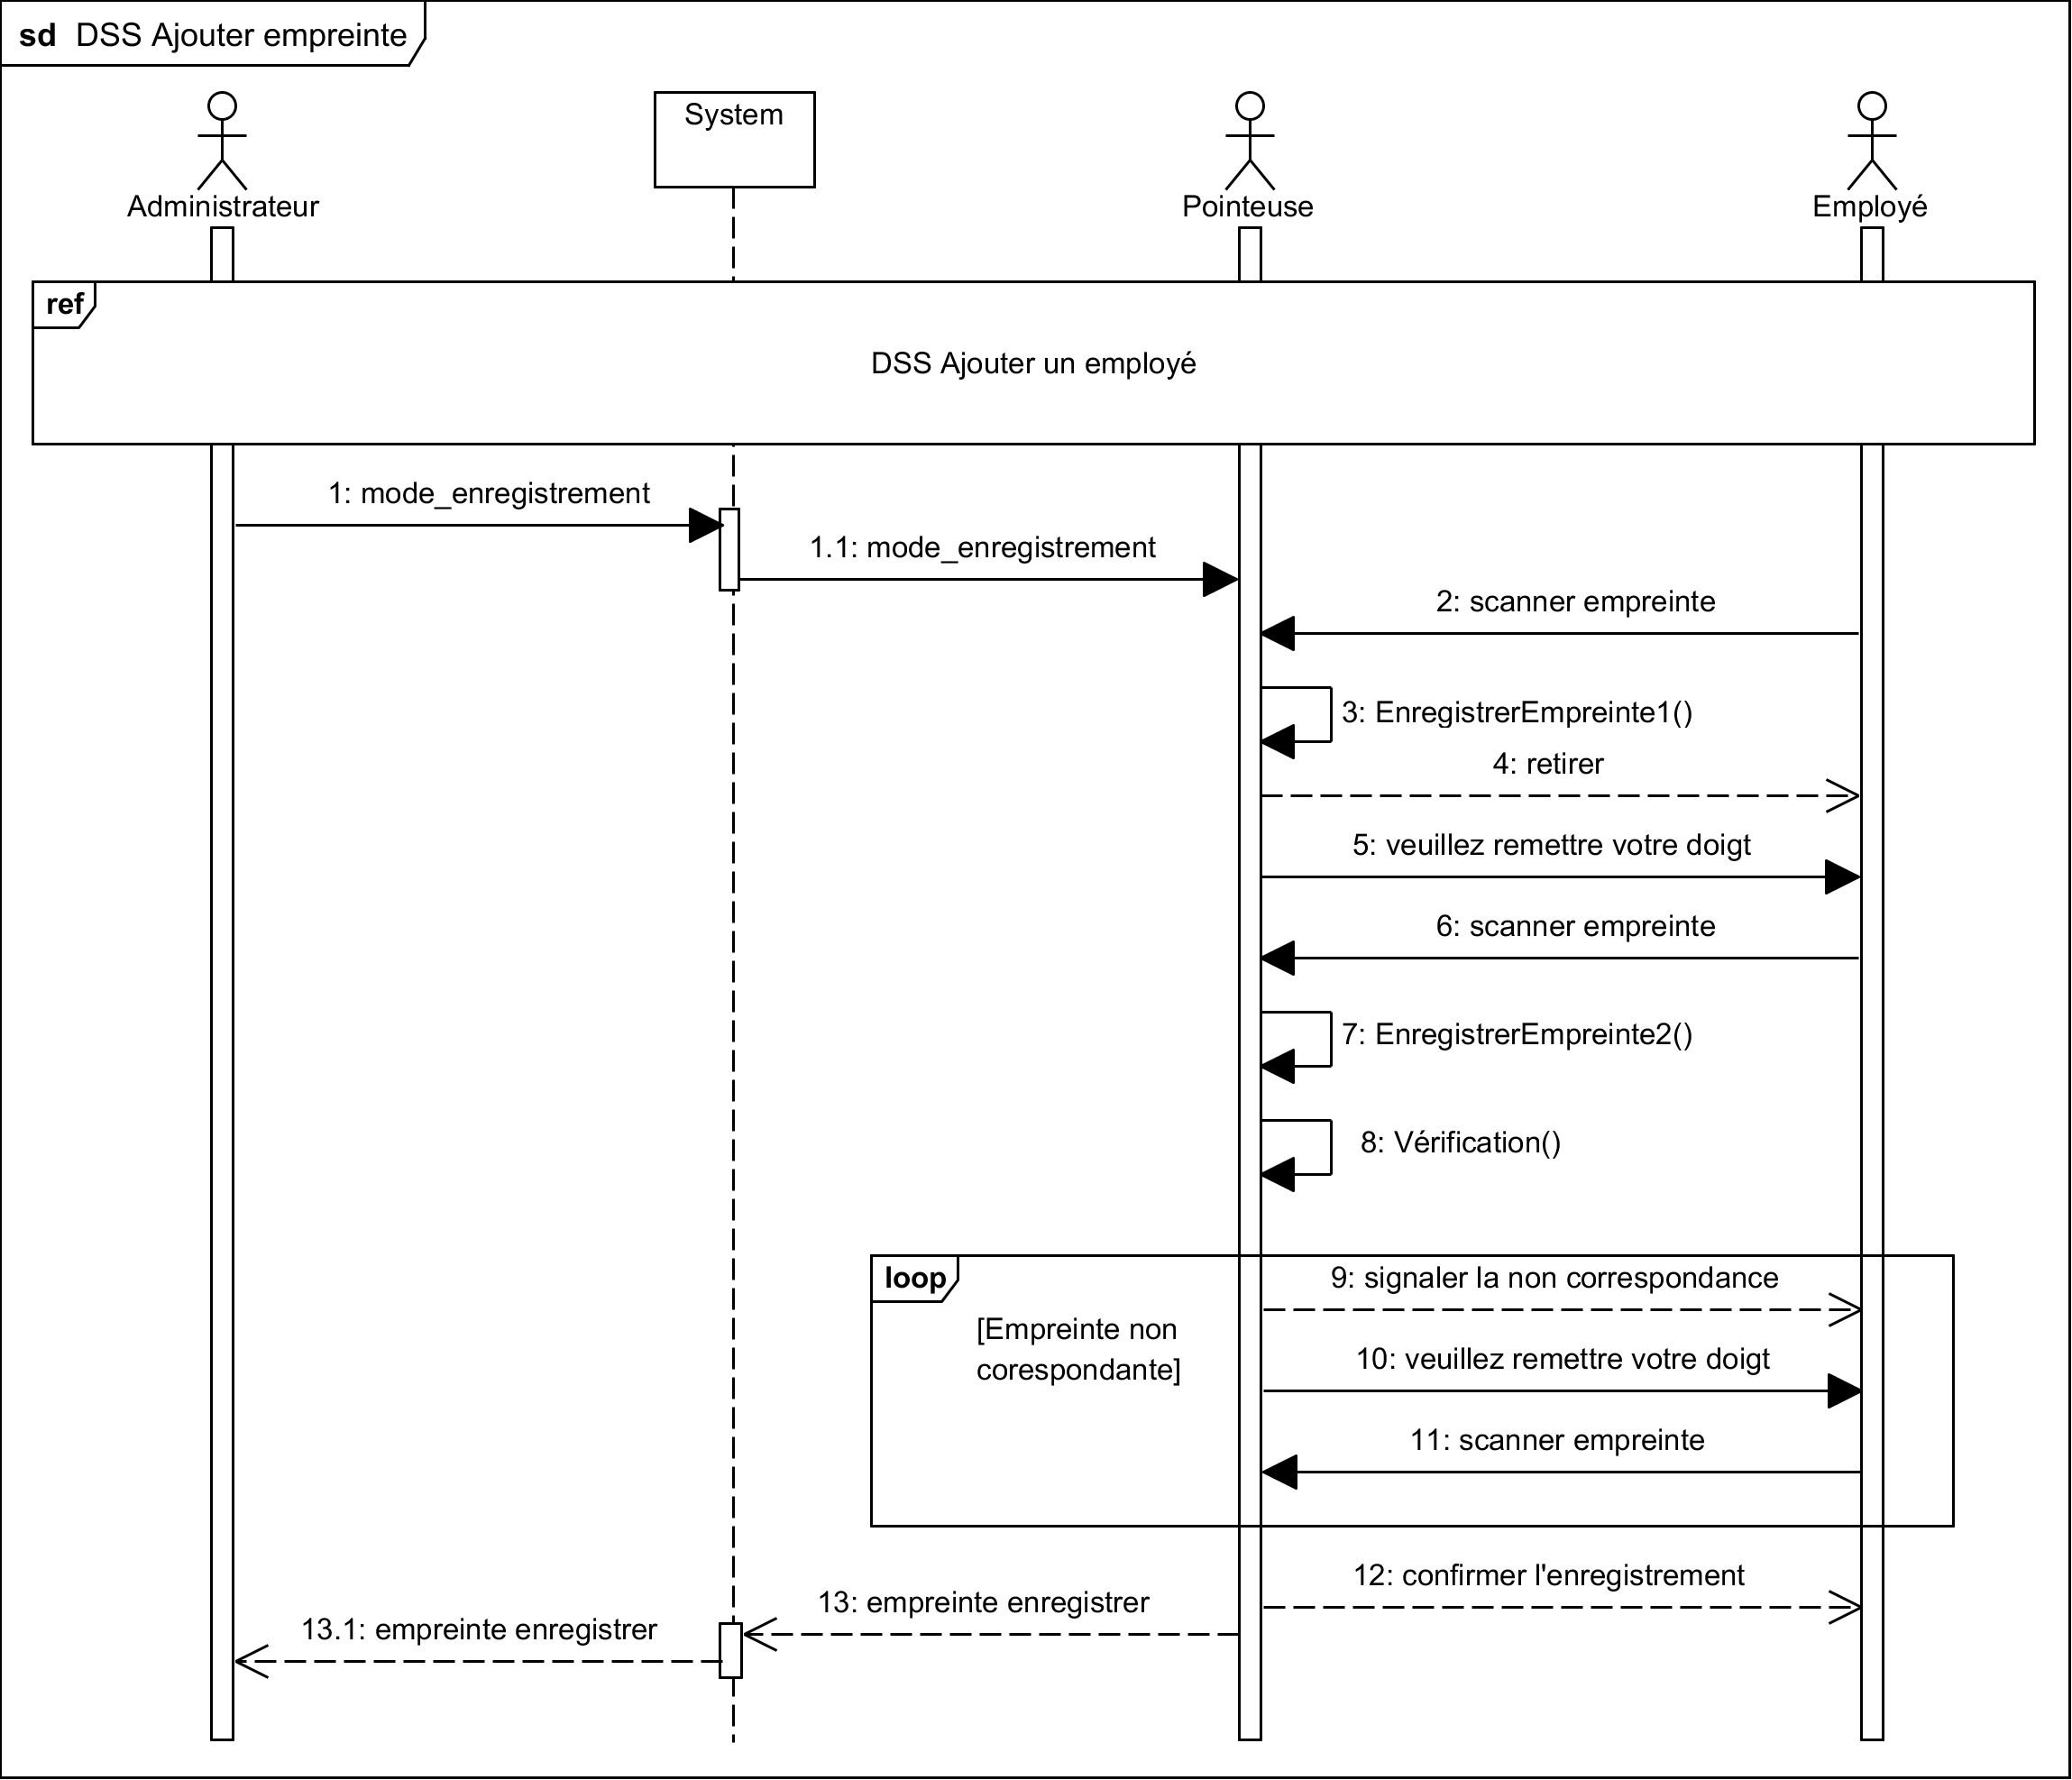 sd DSS Ajouter empreinte
Administrateur
System
Pointeuse
Employé
ref
DSS Ajouter un employé
1: mode_enregistrement
1.1: mode_enregistrement
2: scanner empreinte
3: EnregistrerEmpreinte1()
4: retirer
5: veuillez remettre votre doigt
6: scanner empreinte
7: EnregistrerEmpreinte2()
8: Vérification()
loop
9: signaler la non correspondance
[Empreinte non
corespondante]
10: veuillez remettre votre doigt
11: scanner empreinte
12: confirmer l'enregistrement
13: empreinte enregistrer
13.1: empreinte enregistrer